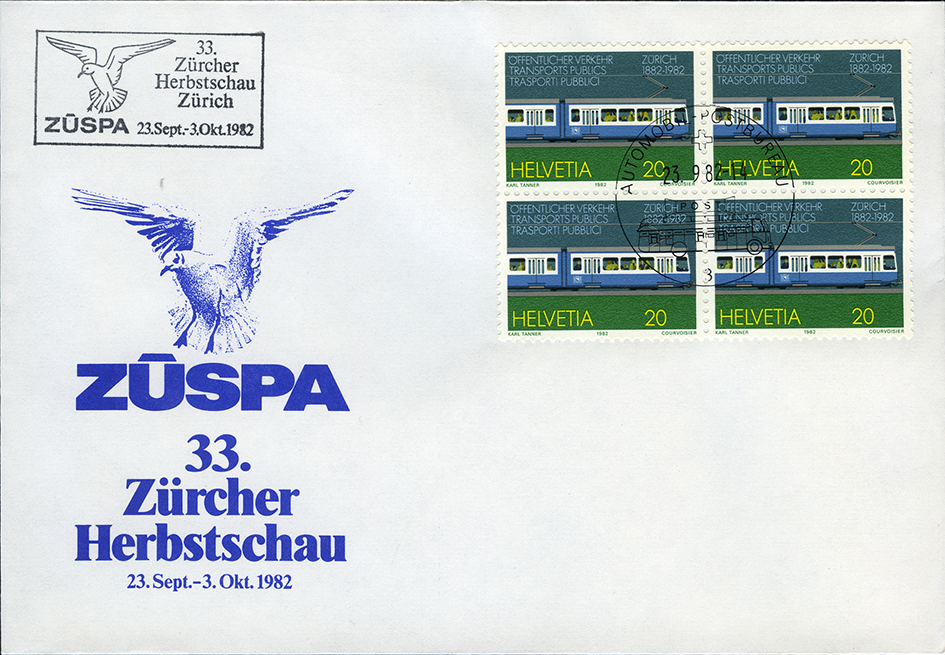 33.
Zürcher
Herbstschau
Zürich
ZÜSPA 23.Sept.-3.Okt.1982
ZÜSPA
33.
Zürcher
Herbstschau
23. Sept.–3. Okt. 1982
ÖFFENTLICHER VERKEHR ZÜRICH
TRANSPORTS PUBLICS 1882-1982
TRASPORTI PUBBLICI
HELVETIA 20
KARL TANNER 1982 COURVOISIER
ÖFFENTLICHER VERKEHR ZÜRICH
TRANSPORTS PUBLICS 1882-1982
TRASPORTI PUBBLICI
HELVETIA 20
KARL TANNER 1982 COURVOISIER
ÖFFENTLICHER VERKEHR ZÜRICH
TRANSPORTS PUBLICS 1882-1982
TRASPORTI PUBBLICI
HELVETIA 20
KARL TANNER 1982 COURVOISIER
ÖFFENTLICHER VERKEHR ZÜRICH
TRANSPORTS PUBLICS 1882-1982
TRASPORTI PUBBLICI
HELVETIA 20
KARL TANNER 1982 COURVOISIER
23.9.82
POST
3